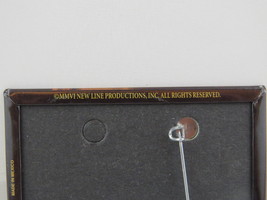 ©MMVI NEW LINE PRODUCTIONS, INC. ALL RIGHTS RESERVED.
MADE IN MEXICO